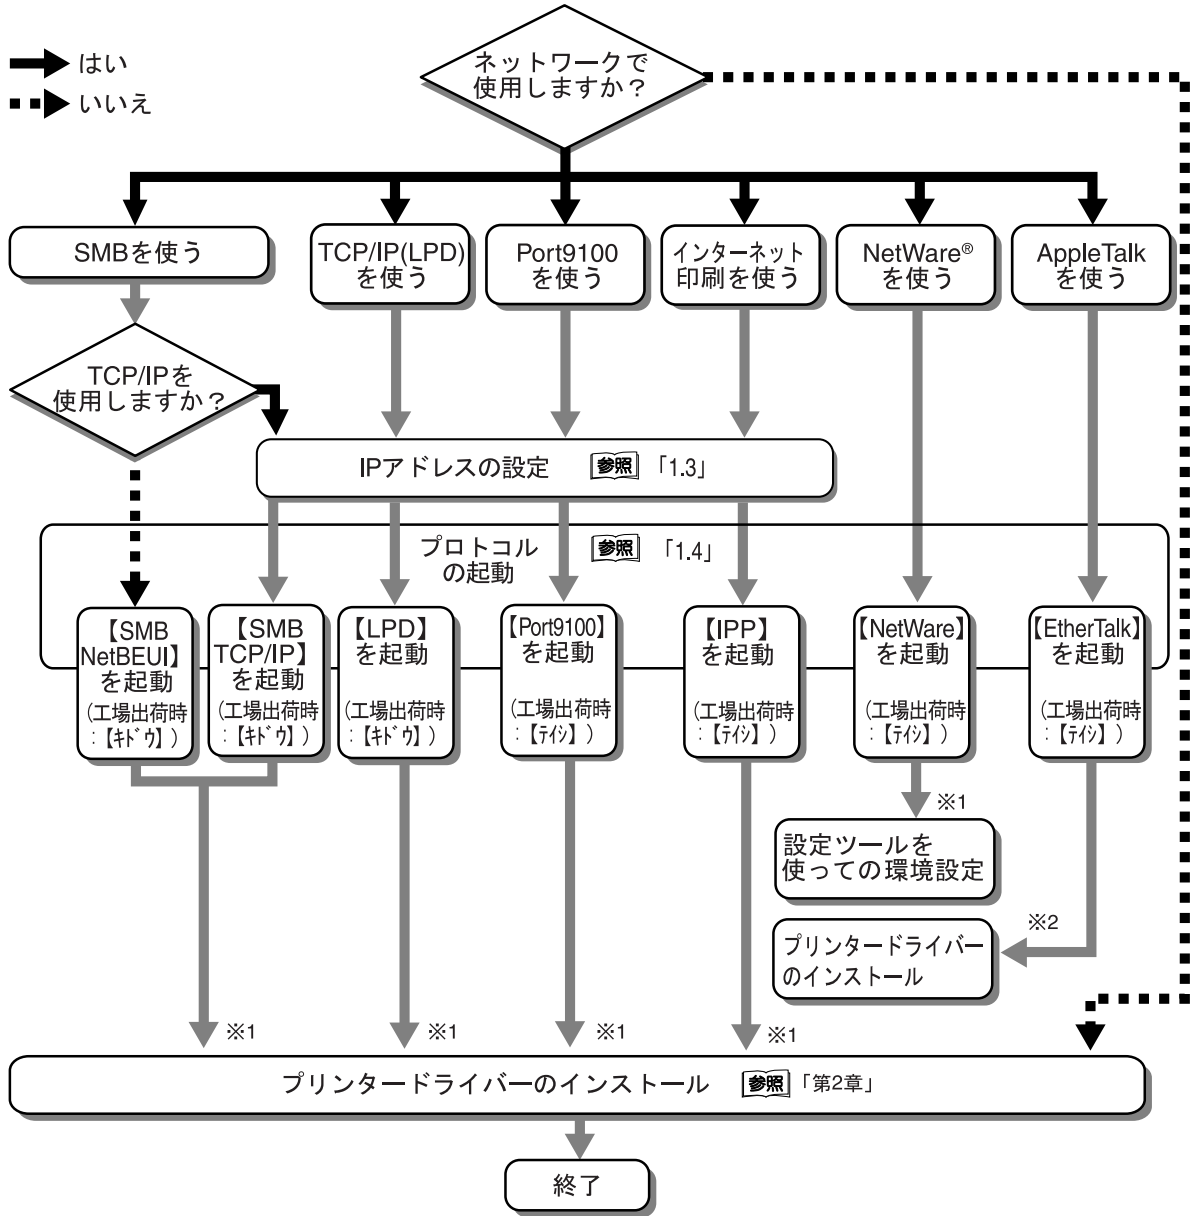 はい
いいえ
ネットワークで
使用しますか？
SMBを使う
TCP/IP(LPD)
を使う
Port9100
を使う
インターネット
印刷を使う
NetWare®
を使う
AppleTalk
を使う
TCP/IPを
使用しますか？
IPアドレスの設定 参照 「1.3」
プロトコル
の起動
参照 「1.4」
【SMB
NetBEUI】
を起動
(工場出荷時
:【ｷﾄﾞｳ】)
【SMB
TCP/IP】
を起動
(工場出荷時
:【ｷﾄﾞｳ】)
【LPD】
を起動
(工場出荷時
:【ｷﾄﾞｳ】)
【Port9100】
を起動
(工場出荷時
:【ﾃｲｼ】)
【IPP】
を起動
(工場出荷時
:【ﾃｲｼ】)
【NetWare】
を起動
(工場出荷時
:【ﾃｲｼ】)
【EtherTalk】
を起動
(工場出荷時
:【ﾃｲｼ】)
※1
設定ツールを
使っての環境設定
※2
プリンタードライバー
のインストール
※1
※1
※1
※1
プリンタードライバーのインストール 参照 「第2章」
終了